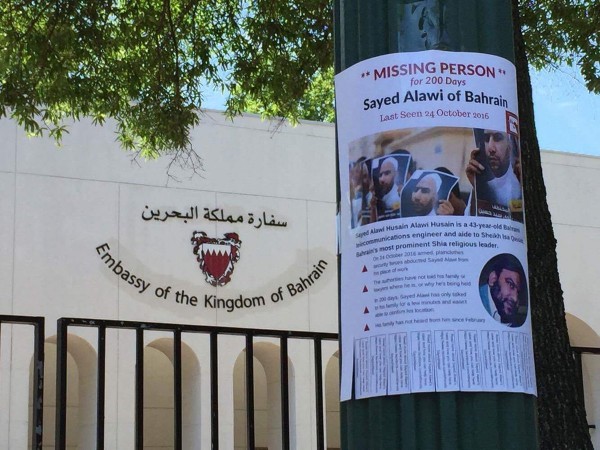 سفارة مملكة البحرين
Embassy of the Kingdom of Bahrain
** MISSING PERSON **
for 200 Days
Sayed Alawi of Bahrain
Last Seen 24 October 2016
Sayed Alawi Husain Alawi Husain is a 43-year-old Bahraini
telecommunications engineer and aide to Sheikh Isa Qassim,
Bahrain's most prominent Shia religious leader.
On 24 October 2016 armed, plainclothes
security forces abducted Sayed Alawi from
his place of work
The authorities have not told his family or
lawyers where he is, or why he's being held
In 200 days, Sayed Alawi has only talked
to his family for a few minutes and wasn't
able to confirm his location
His family has not heard from him since February